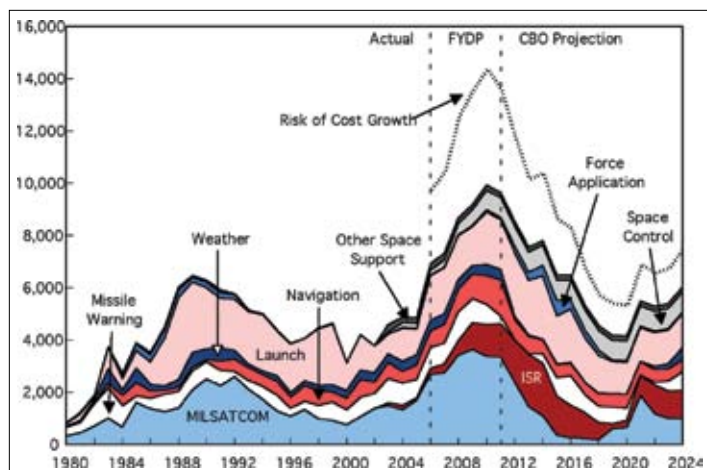 16,000
14,000
12,000
10,000
8,000
6,000
4,000
2,000
0
Actual
FYDP
CBO Projection
Risk of Cost Growth
Force
Application
Space
Control
Weather
Other Space
Support
Missile
Warning
Navigation
Launch
ISR
MILSATCOM
1980 1984 1988 1992 1996 2000 2004 2008 2012 2016 2020 2024